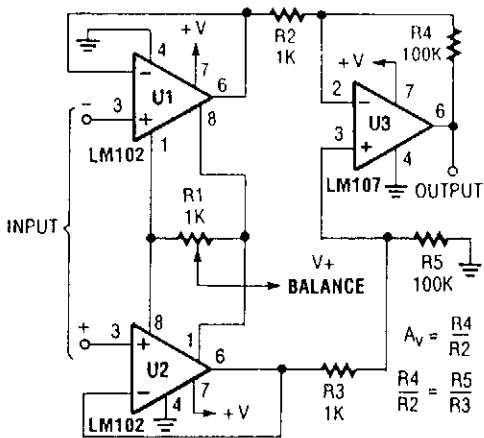 +V
4
7
−
6
3
+
U1
8
LM102
1
−
R2
1K
R4
100K
+V
2
−
7
6
U3
3
+
4
LM107
OUTPUT
INPUT
R1
1K
V+
BALANCE
R5
100K
+
3
+
8
1
6
U2
7
−
4
+V
LM102
R3
1K
A_V = R4/R2
R4/R2 = R5/R3